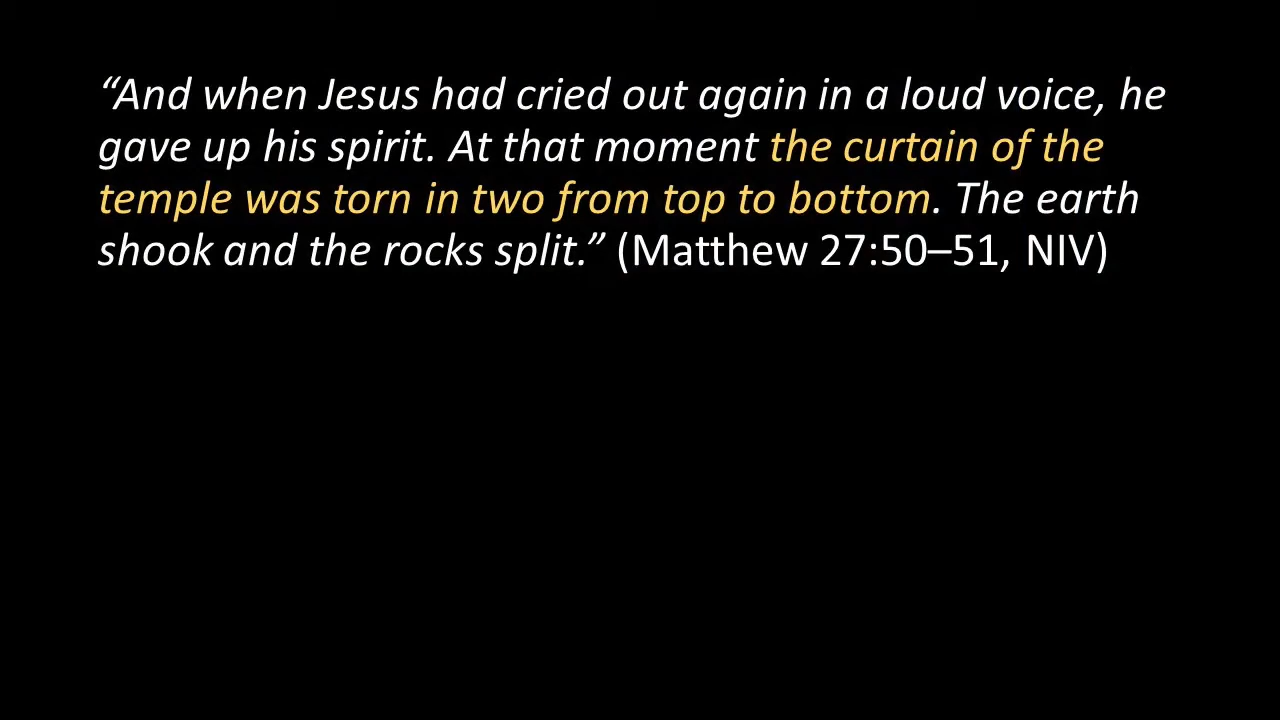 “And when Jesus had cried out again in a loud voice, he
gave up his spirit. At that moment the curtain of the
temple was torn in two from top to bottom. The earth
shook and the rocks split.” (Matthew 27:50–51, NIV)